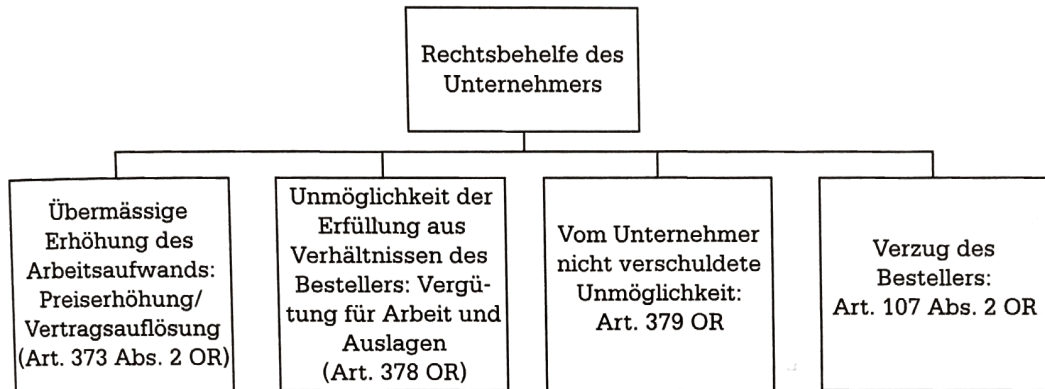 Rechtsbehelfe des
Unternehmers
Übermässige
Erhöhung des
Arbeitsaufwands:
Preiserhöhung/
Vertragsauflösung
(Art. 373 Abs. 2 OR)
Unmöglichkeit der
Erfüllung aus
Verhältnissen des
Bestellers: Vergü-
tung für Arbeit und
Auslagen
(Art. 378 OR)
Vom Unternehmer
nicht verschuldete
Unmöglichkeit:
Art. 379 OR
Verzug des
Bestellers:
Art. 107 Abs. 2 OR